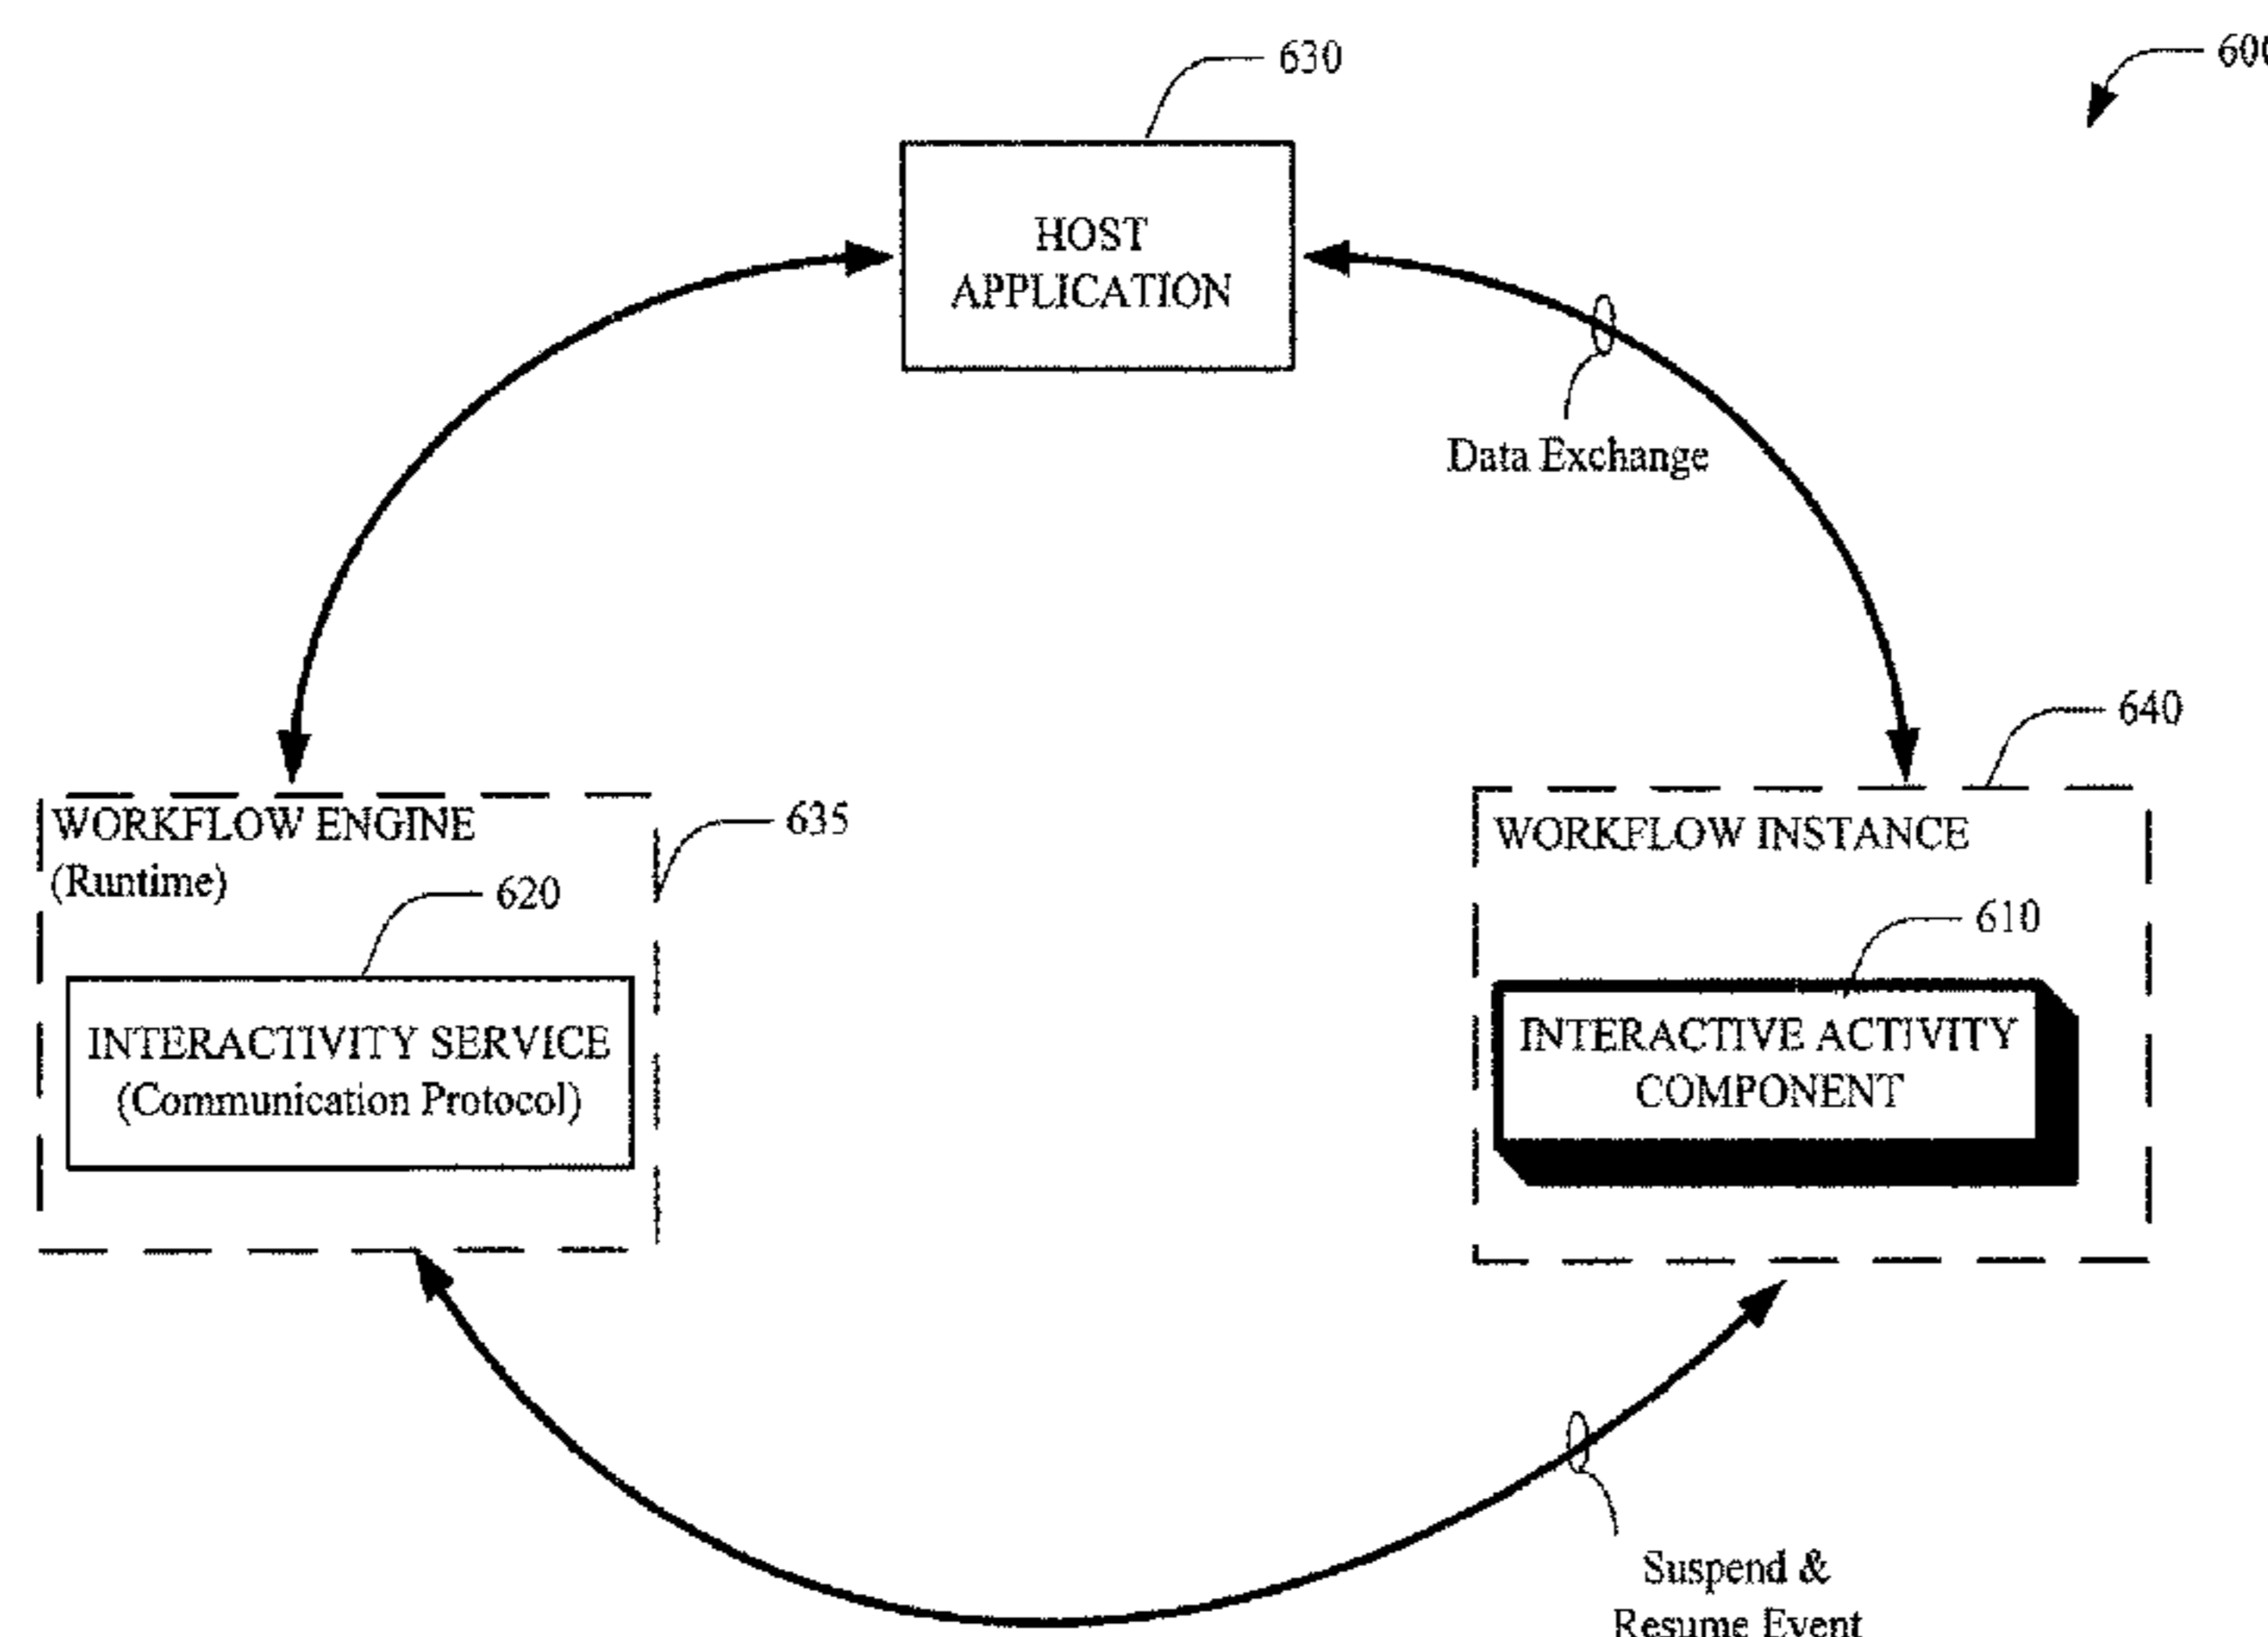 630
600
HOST
APPLICATION
Data Exchange
640
WORKFLOW ENGINE
(Runtime)
635
620
INTERACTIVITY SERVICE
(Communication Protocol)
WORKFLOW INSTANCE
610
INTERACTIVE ACTIVITY
COMPONENT
Suspend &
Resume Event